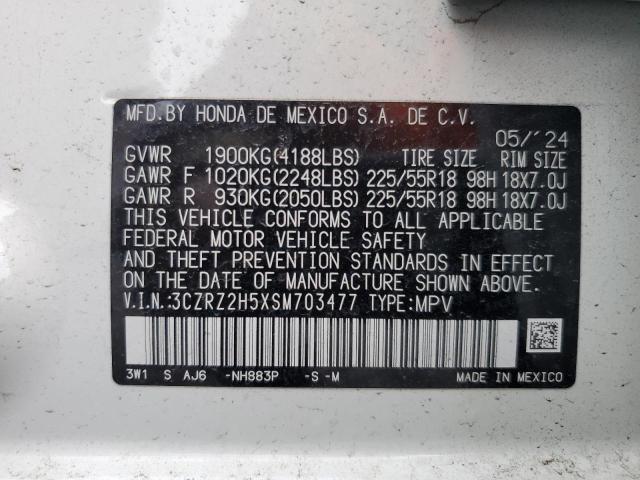 MFD.BY HONDA DE MEXICO S.A. DE C.V.
05/´24
GVWR 1900KG(4188LBS) TIRE SIZE RIM SIZE
GAWR F 1020KG(2248LBS) 225/55R18 98H 18X7.0J
GAWR R 930KG(2050LBS) 225/55R18 98H 18X7.0J
THIS VEHICLE CONFORMS TO ALL APPLICABLE
FEDERAL MOTOR VEHICLE SAFETY
AND THEFT PREVENTION STANDARDS IN EFFECT
ON THE DATE OF MANUFACTURE SHOWN ABOVE.
V.I.N.:3CZRZ2H5XSM703477 TYPE:MPV
3W1 S AJ6 -NH883P -S-M MADE IN MEXICO